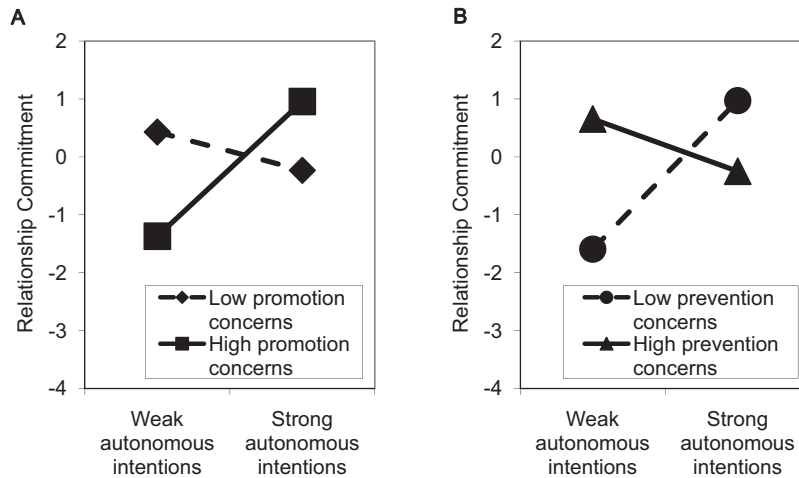 A
2
1
0
-1
-2
-3
-4
Relationship Commitment
Low promotion
concerns
High promotion
concerns
Weak
autonomous
intentions
Strong
autonomous
intentions
B
2
1
0
-1
-2
-3
-4
Relationship Commitment
Low prevention
concerns
High prevention
concerns
Weak
autonomous
intentions
Strong
autonomous
intentions